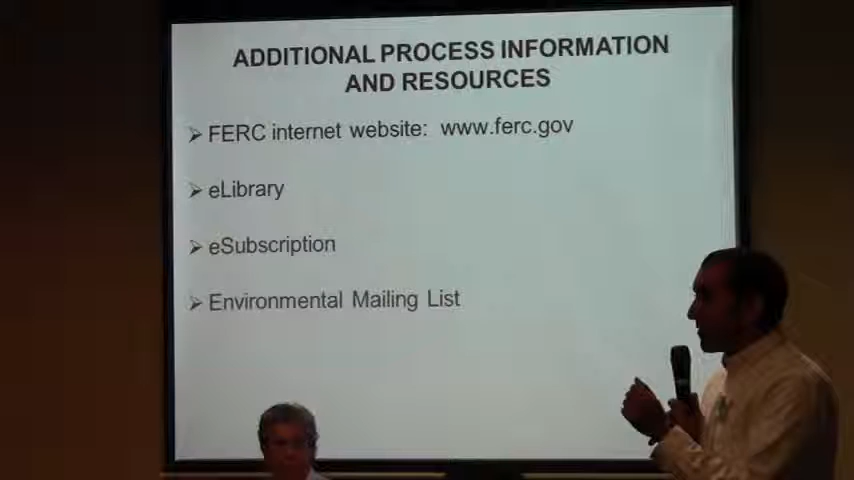 ADDITIONAL PROCESS INFORMATION
AND RESOURCES
➢ FERC internet website: www.ferc.gov
➢ eLibrary
➢ eSubscription
➢ Environmental Mailing List